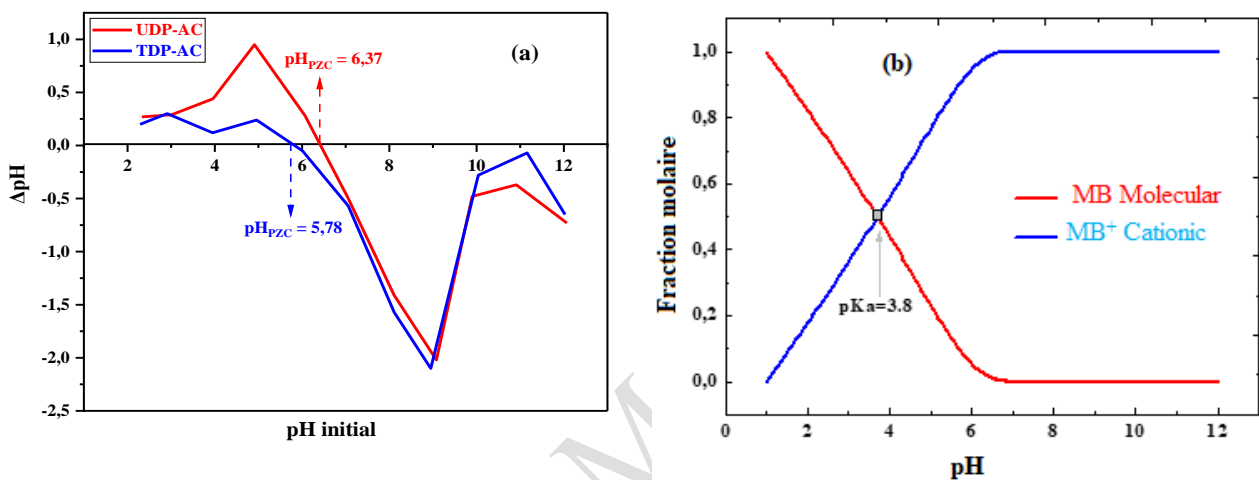 UDP-AC
TDP-AC
(a)
pH_PZC = 6,37
pH_PZC = 5,78
1,0
0,5
0,0
-0,5
-1,0
-1,5
-2,0
-2,5
2 4 6 8 10 12
ΔpH
pH initial
(b)
1,0
0,8
0,6
0,4
0,2
0,0
MB Molecular
MB⁺ Cationic
pKa=3.8
0 2 4 6 8 10 12
Fraction molaire
pH
M